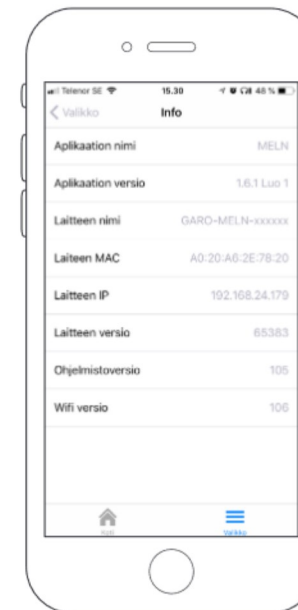 Telenor SE 15.30 48 %
Valikko Info
Aplikaation nimi MELN
Aplikaation versio 1.6.1 Luo 1
Laitteen nimi GARO-MELN-xxxxxx
Laiteen MAC A0:20:A6:2E:78:20
Laitteen IP 192.168.24.179
Laitteen versio 65383
Ohjelmistoversio 105
Wifi versio 106
Koti Valikko